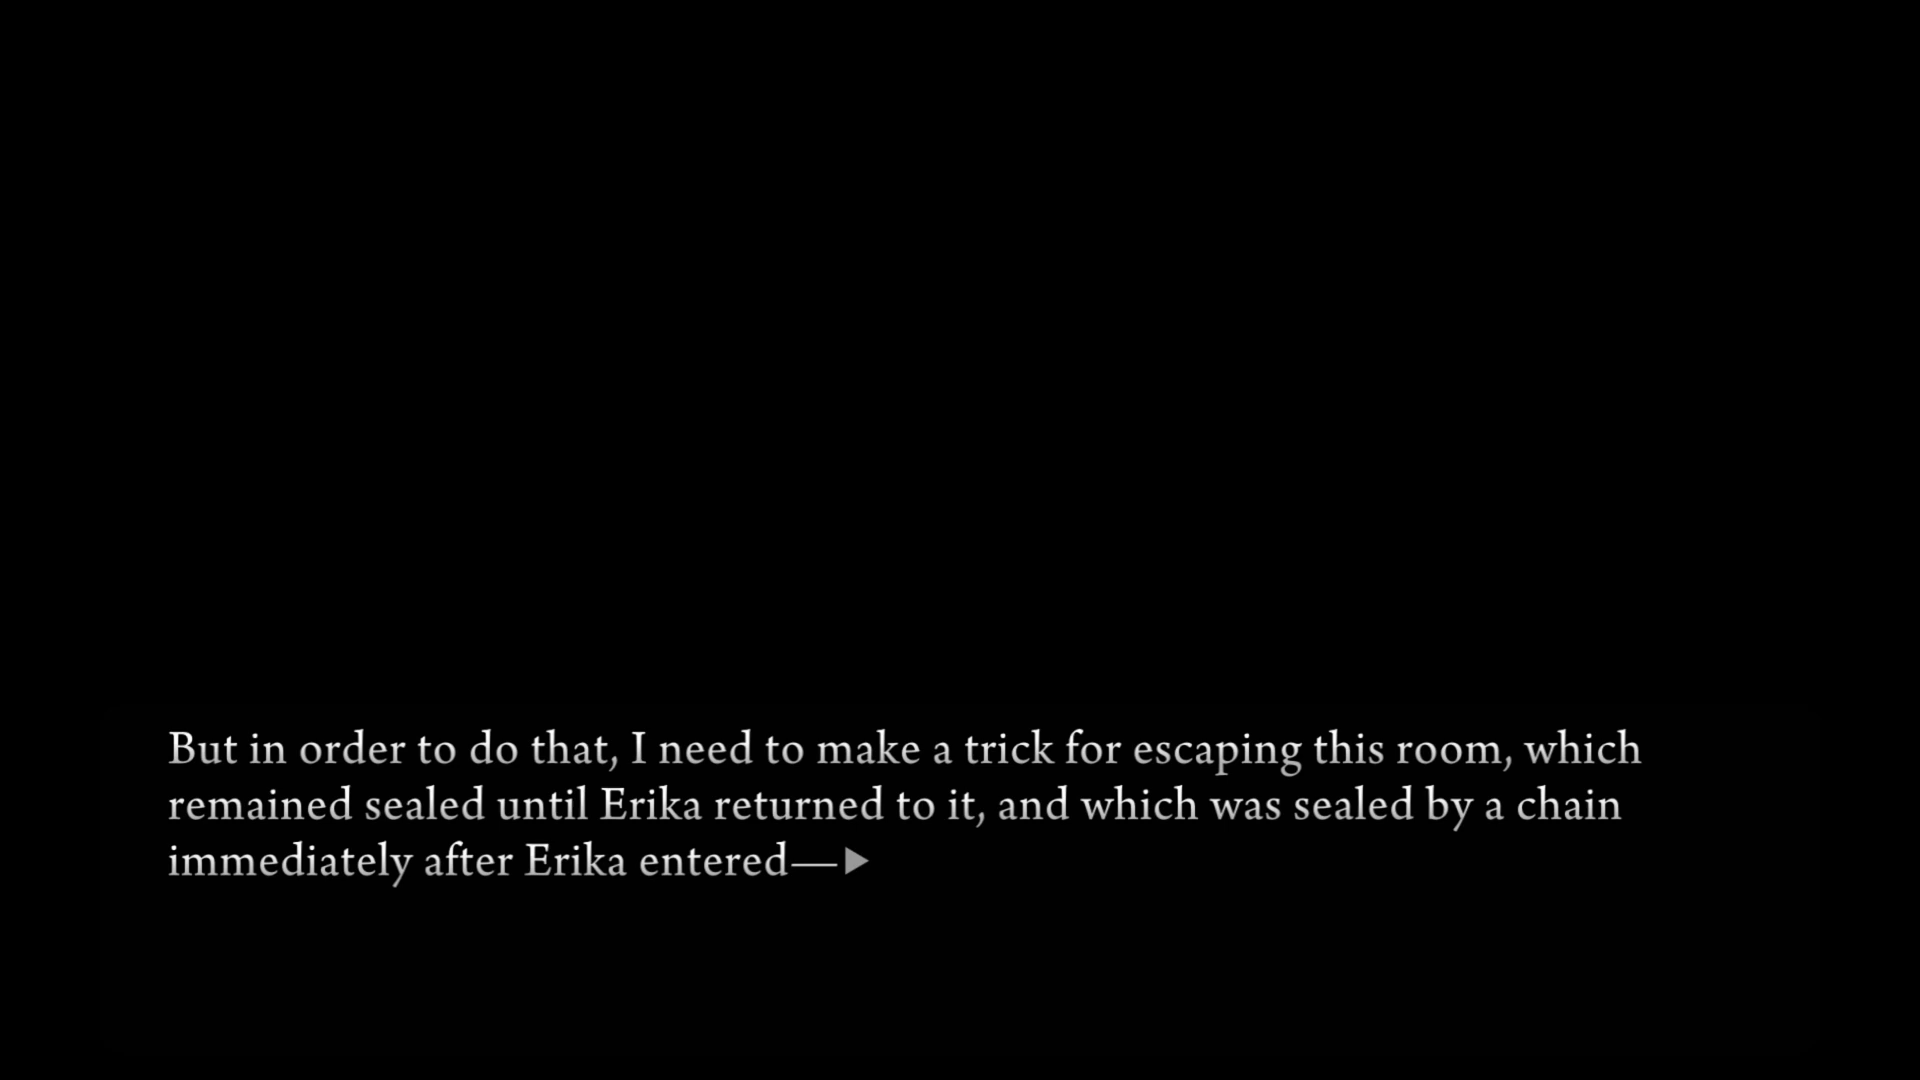 But in order to do that, I need to make a trick for escaping this room, which
remained sealed until Erika returned to it, and which was sealed by a chain
immediately after Erika entered—